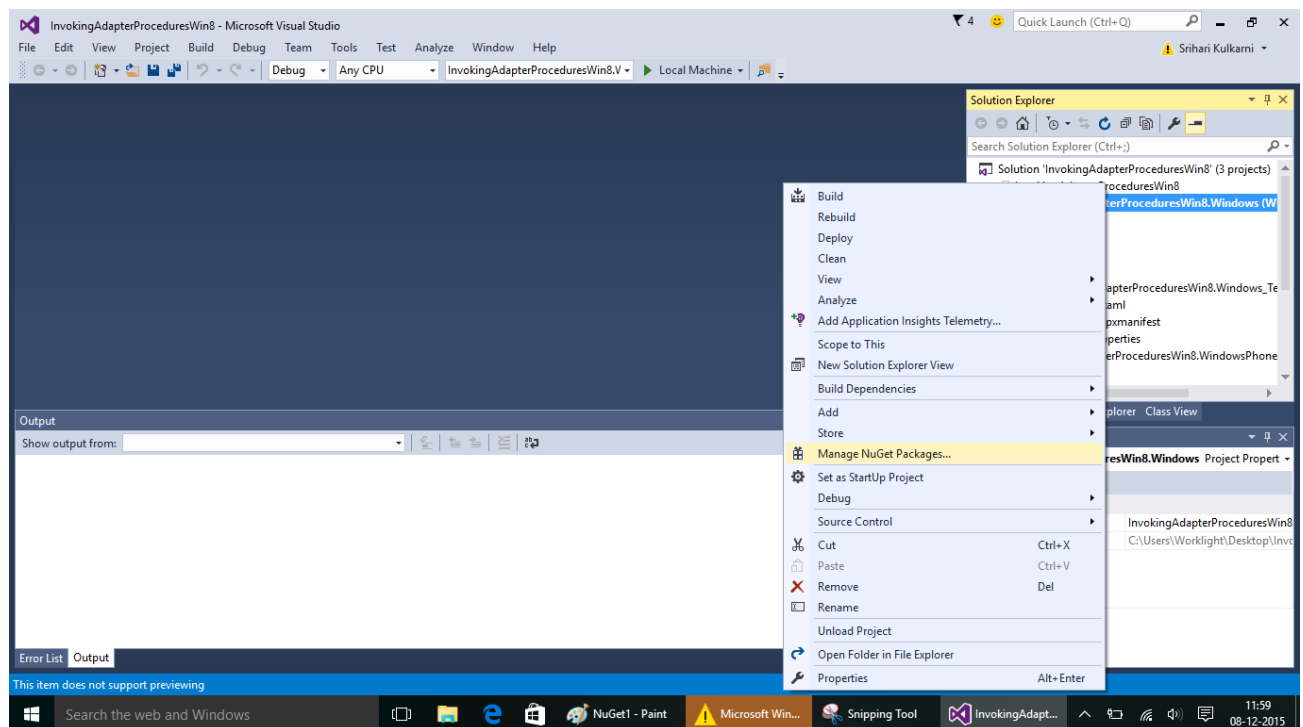 InvokingAdapterProceduresWin8 - Microsoft Visual Studio
4
Quick Launch (Ctrl+Q)
File Edit View Project Build Debug Team Tools Test Analyze Window Help
Srihari Kulkarni
Debug Any CPU InvokingAdapterProceduresWin8.V Local Machine
Solution Explorer
Search Solution Explorer (Ctrl+;)
Solution 'InvokingAdapterProceduresWin8' (3 projects)
roceduresWin8
terProceduresWin8.Windows (W
apterProceduresWin8.Windows_Te
aml
pxmanifest
perties
erProceduresWin8.WindowsPhone
plorer Class View
Build
Rebuild
Deploy
Clean
View
Analyze
Add Application Insights Telemetry...
Scope to This
New Solution Explorer View
Build Dependencies
Add
Store
Manage NuGet Packages...
Set as StartUp Project
Debug
Source Control
Cut Ctrl+X
Paste Ctrl+V
Remove Del
Rename
Unload Project
Open Folder in File Explorer
Properties Alt+Enter
resWin8.Windows Project Propert
InvokingAdapterProceduresWin8
C:\Users\Worklight\Desktop\Invo
Output
Show output from:
Error List Output
This item does not support previewing
Search the web and Windows
NuGet1 - Paint
Microsoft Win...
Snipping Tool
InvokingAdapt...
11:59
08-12-2015